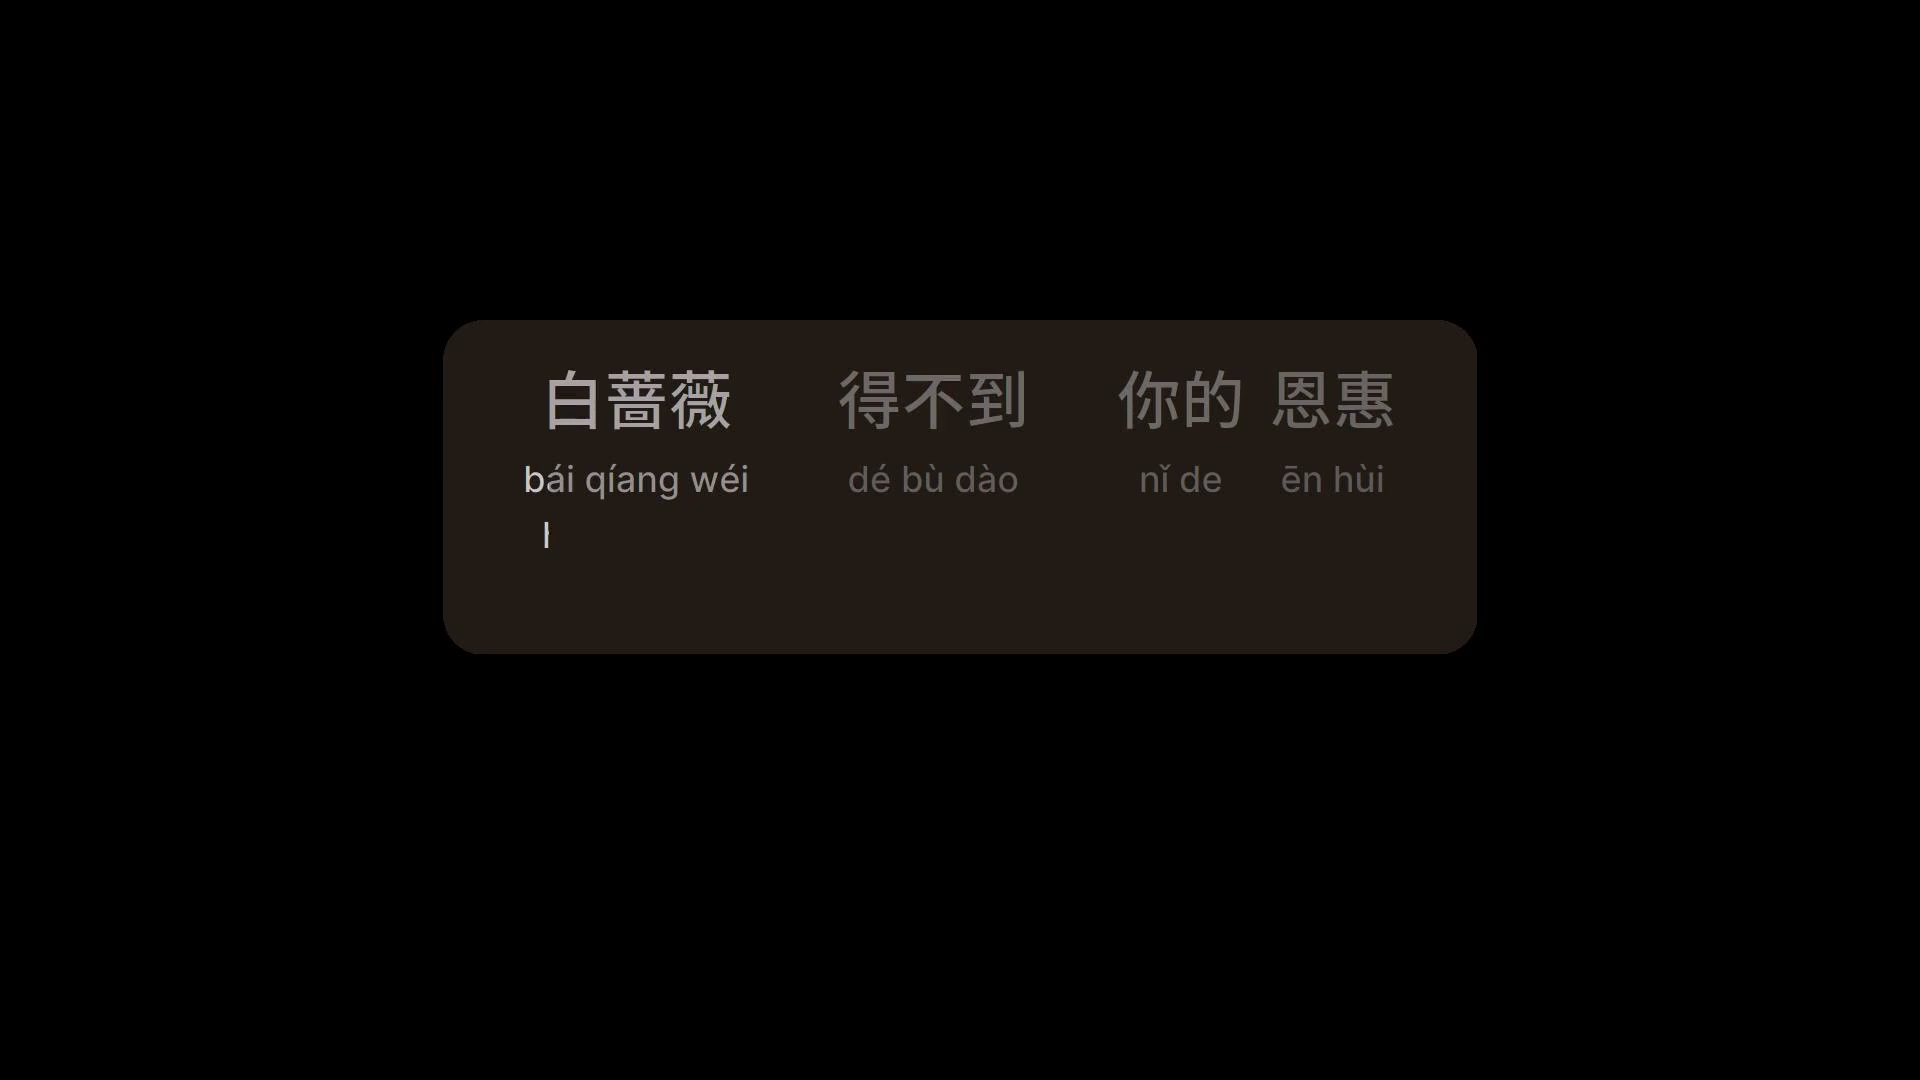 白蔷薇 得不到 你的 恩惠
bái qíang wéi dé bù dào nǐ de ēn hùi